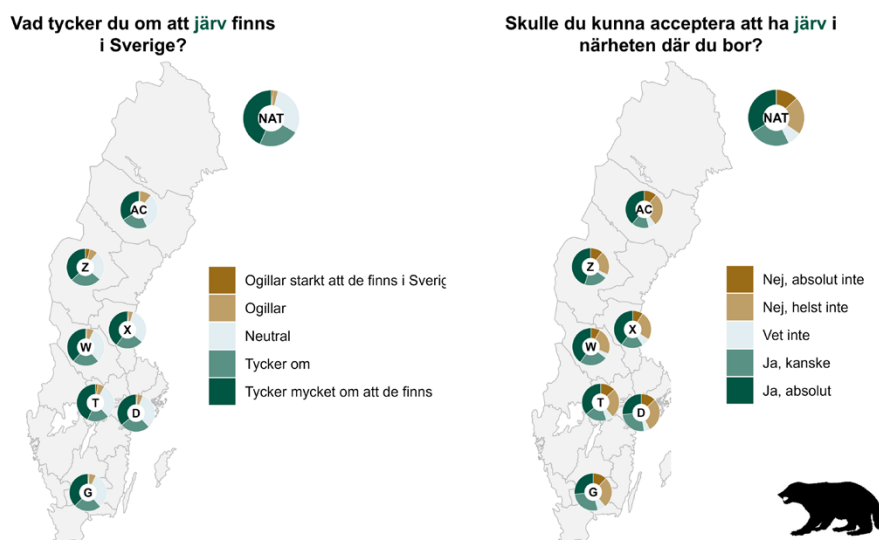 Vad tycker du om att järv finns
i Sverige?
NAT
AC
Z
X
W
T
D
G
Ogillar starkt att de finns i Sverig
Ogillar
Neutral
Tycker om
Tycker mycket om att de finns
Skulle du kunna acceptera att ha järv i
närheten där du bor?
NAT
AC
Z
X
W
T
D
G
Nej, absolut inte
Nej, helst inte
Vet inte
Ja, kanske
Ja, absolut